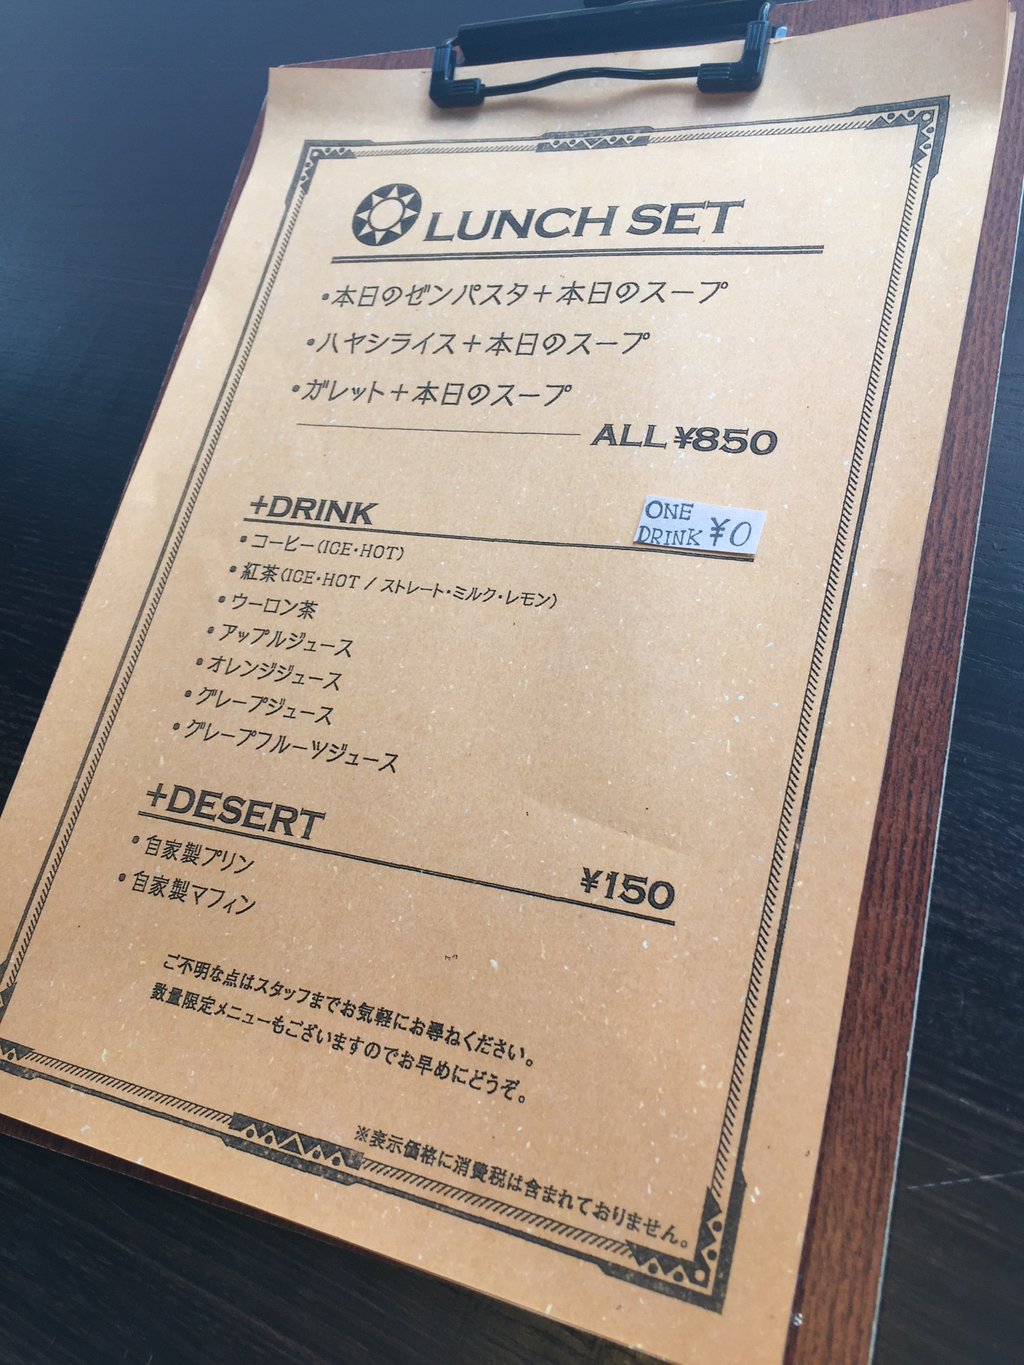 LUNCH SET
•本日のゼンパスタ＋本日のスープ
•ハヤシライス＋本日のスープ
•ガレット＋本日のスープ
ALL ¥850
+DRINK
ONE
DRINK ¥0
•コーヒー(ICE・HOT)
•紅茶(ICE・HOT / ストレート・ミルク・レモン)
•ウーロン茶
•アップルジュース
•オレンジジュース
•グレープジュース
•グレープフルーツジュース
+DESERT
¥150
•自家製プリン
•自家製マフィン
ご不明な点はスタッフまでお気軽にお尋ねください。
数量限定メニューもございますのでお早めにどうぞ。
※表示価格に消費税は含まれておりません。